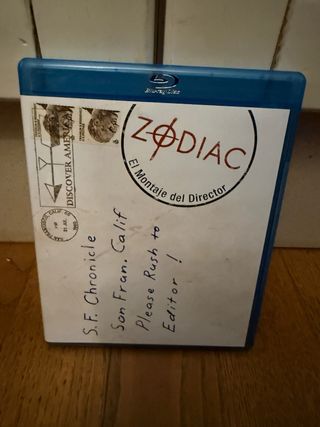 Blu-ray Disc
ZODIAC
El Montaje del Director
DISCOVER AMERICA
S.F. Chronicle
San Fran. Calif
Please Rush to
Editor !